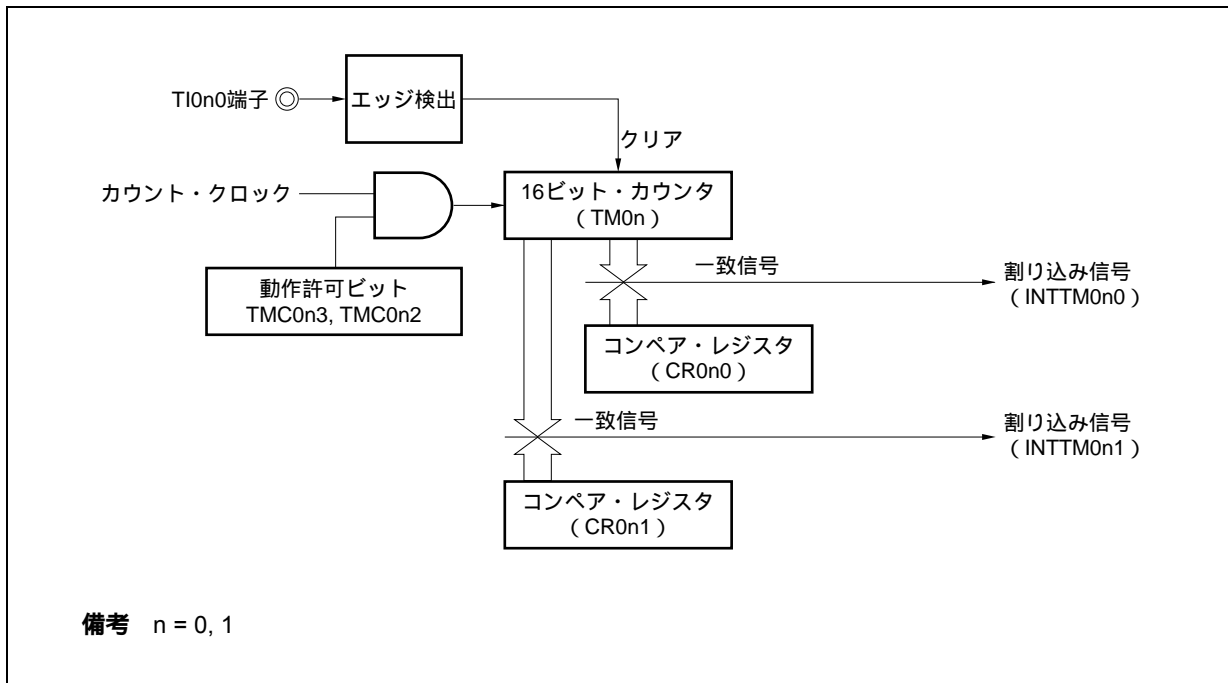 TI0n0端子
エッジ検出
クリア
カウント・クロック
16ビット・カウンタ
（TM0n）
動作許可ビット
TMC0n3, TMC0n2
一致信号
割り込み信号
（INTTM0n0）
コンペア・レジスタ
（CR0n0）
一致信号
割り込み信号
（INTTM0n1）
コンペア・レジスタ
（CR0n1）
備考 n = 0, 1